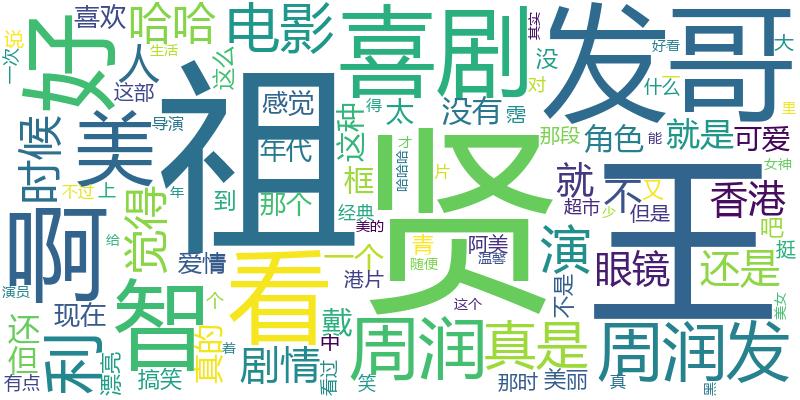 喜欢
哈哈
电影
喜剧
发哥
其实
好看
大
一次
说
生活
好
人
这么
没
对
什么
一
这部
祖
感觉
得
太
没有
霑
里
贤
王
美
导演
年代
这种
哈哈哈
才
片
那段
角色
能
就是
可爱
时候
啊
不过
上
觉得
到
那个
框
经典
就
不
又
女神
超市
少
但是
香港
年
给
美的
青
阿美
演
吧
挺
爱情
一个
港片
随便
温馨
不是
眼镜
还是
演员
个
看
智
现在
着
戴
中
这个
美女
还
但
利
真的
剧情
看过
周润
真是
周润发
有点
漂亮
搞笑
笑
那时
美丽
真
黑